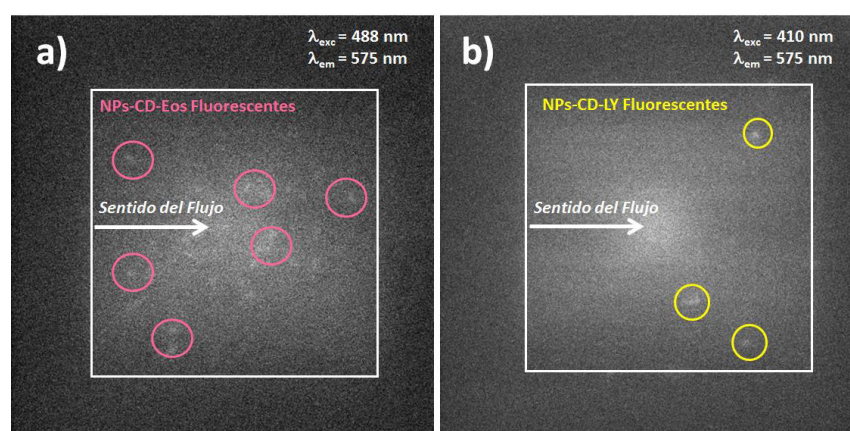 a)
λexc = 488 nm
λem = 575 nm
NPs-CD-Eos Fluorescentes
Sentido del Flujo
b)
λexc = 410 nm
λem = 575 nm
NPs-CD-LY Fluorescentes
Sentido del Flujo